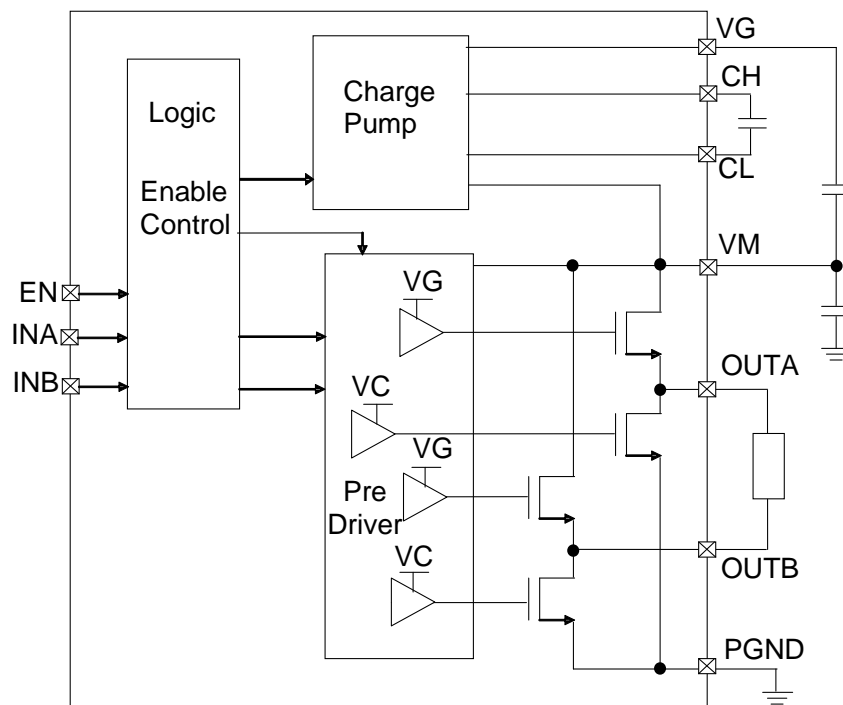 VG
CH
Charge
Pump
Logic
CL
Enable
Control
VM
VG
EN
INA
OUTA
INB
VC
VG
Pre
Driver
VC
OUTB
PGND